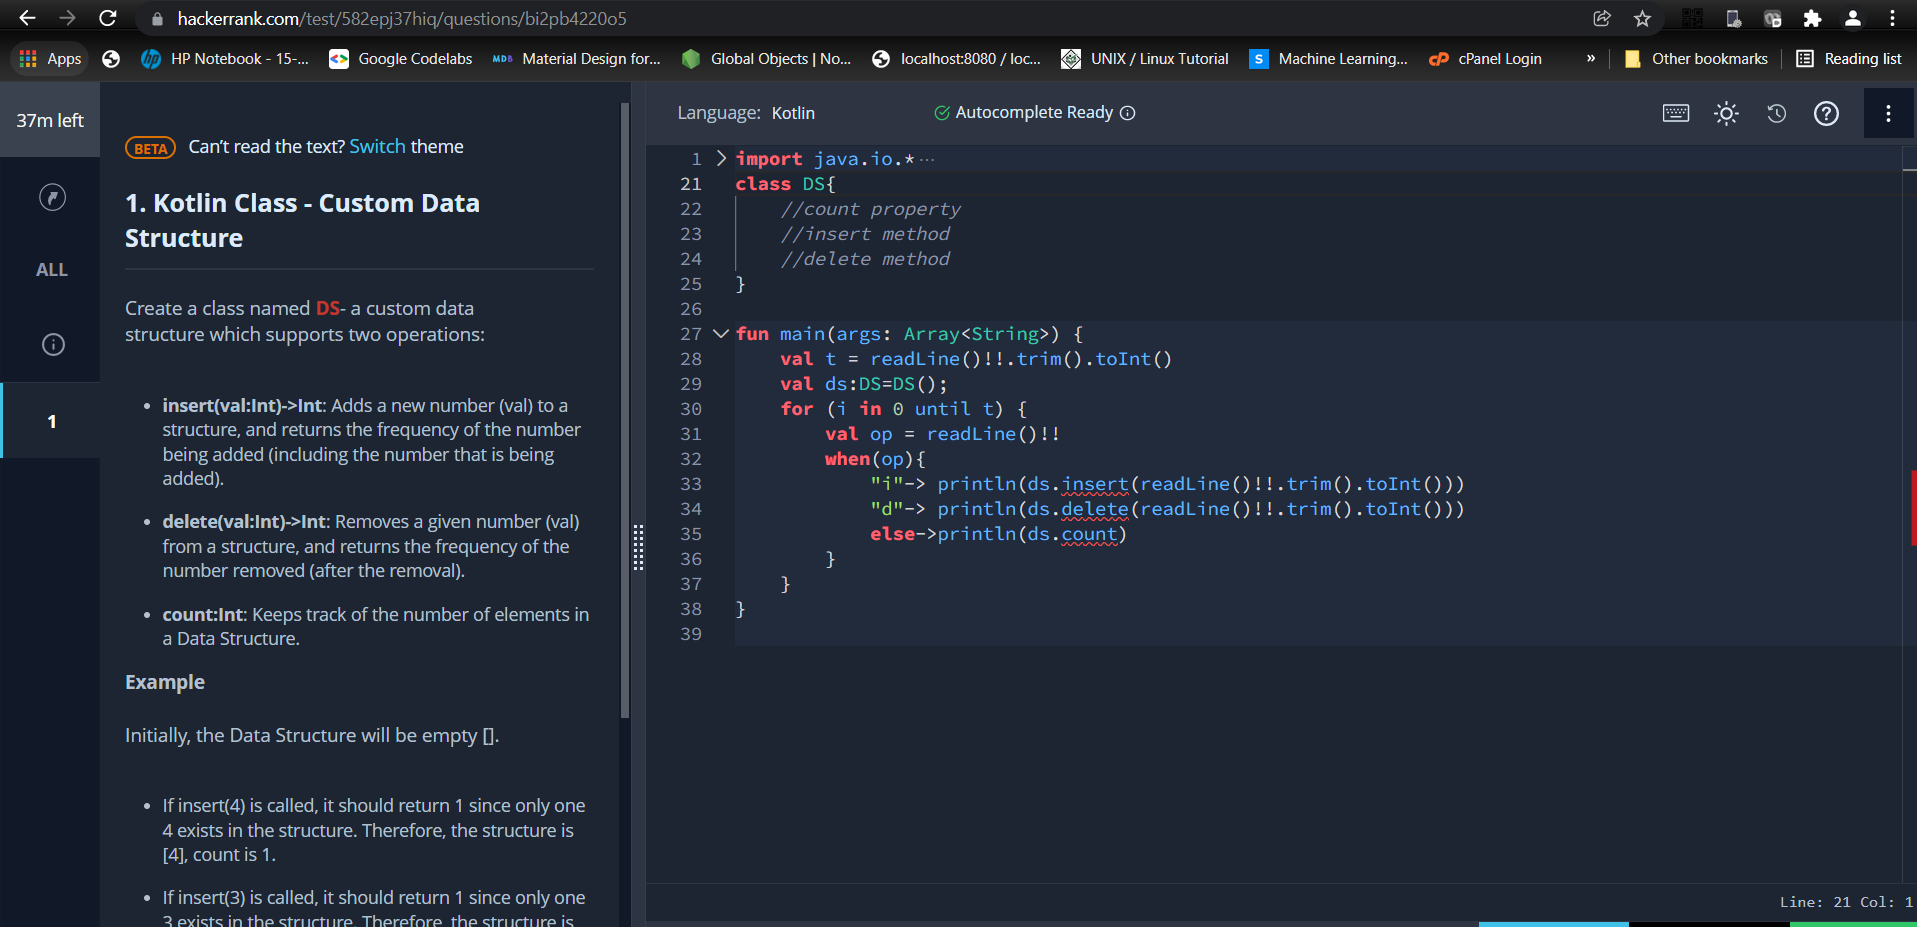 hackerrank.com/test/582epj37hiq/questions/bi2pb4220o5
Apps HP Notebook - 15-... Google Codelabs MDB Material Design for... Global Objects | No... localhost:8080 / loc... UNIX / Linux Tutorial S Machine Learning... cP cPanel Login » Other bookmarks Reading list
37m left
ALL
1
BETA Can't read the text? Switch theme
1. Kotlin Class - Custom Data
Structure
Create a class named DS- a custom data
structure which supports two operations:
• insert(val:Int)->Int: Adds a new number (val) to a
structure, and returns the frequency of the number
being added (including the number that is being
added).
• delete(val:Int)->Int: Removes a given number (val)
from a structure, and returns the frequency of the
number removed (after the removal).
• count:Int: Keeps track of the number of elements in
a Data Structure.
Example
Initially, the Data Structure will be empty [].
• If insert(4) is called, it should return 1 since only one
4 exists in the structure. Therefore, the structure is
[4], count is 1.
• If insert(3) is called, it should return 1 since only one
3 exists in the structure. Therefore, the structure is
Language: Kotlin Autocomplete Ready
1 import java.io.*···
21 class DS{
22 //count property
23 //insert method
24 //delete method
25 }
26
27 fun main(args: Array<String>) {
28 val t = readLine()!!.trim().toInt()
29 val ds:DS=DS();
30 for (i in 0 until t) {
31 val op = readLine()!!
32 when(op){
33 "i"-> println(ds.insert(readLine()!!.trim().toInt()))
34 "d"-> println(ds.delete(readLine()!!.trim().toInt()))
35 else->println(ds.count)
36 }
37 }
38 }
39
Line: 21 Col: 1